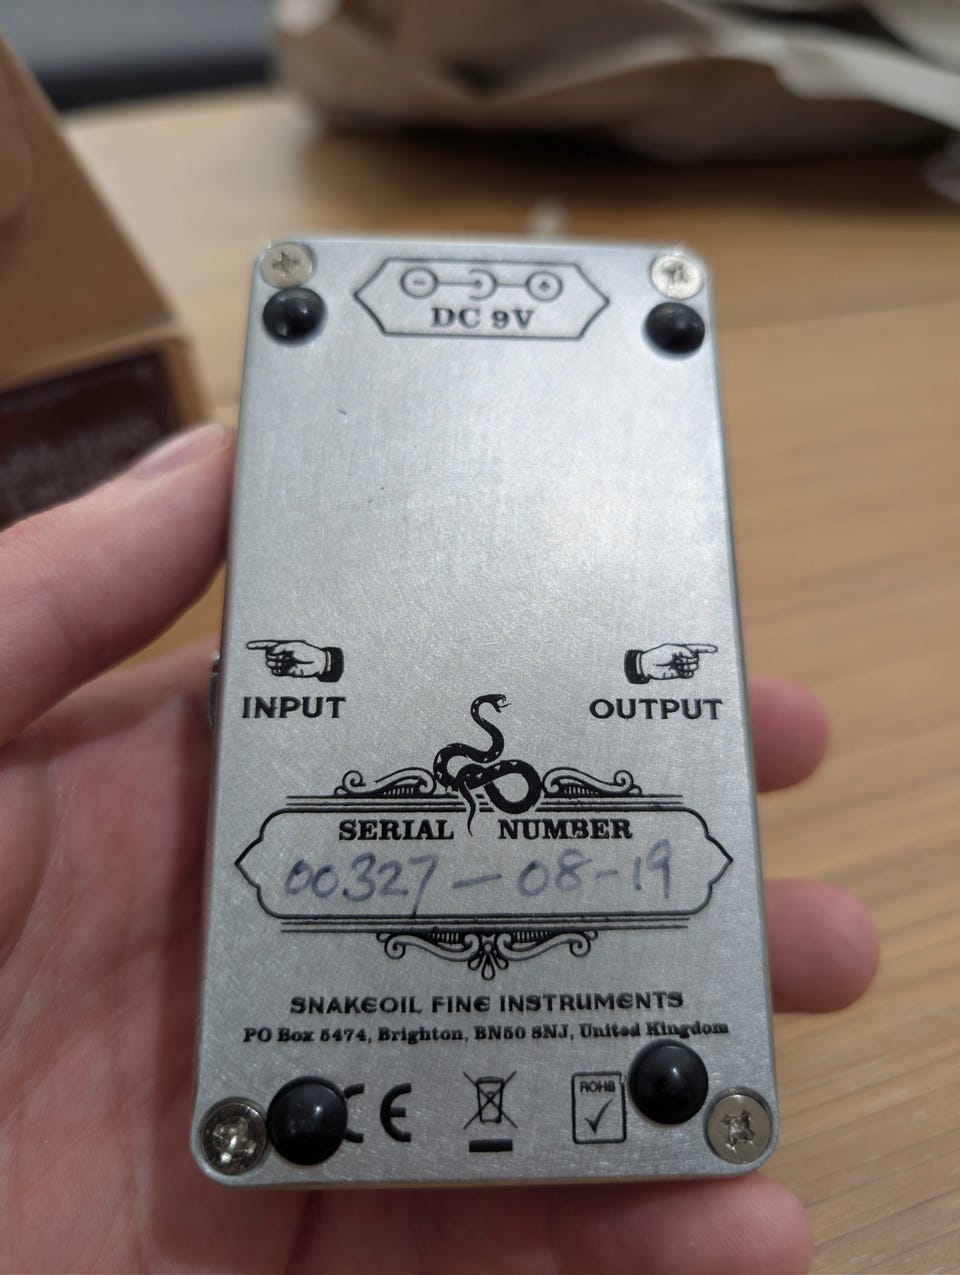 DC 9V
INPUT
OUTPUT
SERIAL NUMBER
00327 — 08-19
SNAKEOIL FINE INSTRUMENTS
PO Box 5474, Brighton, BN50 8NJ, United Kingdom
CE
ROHS